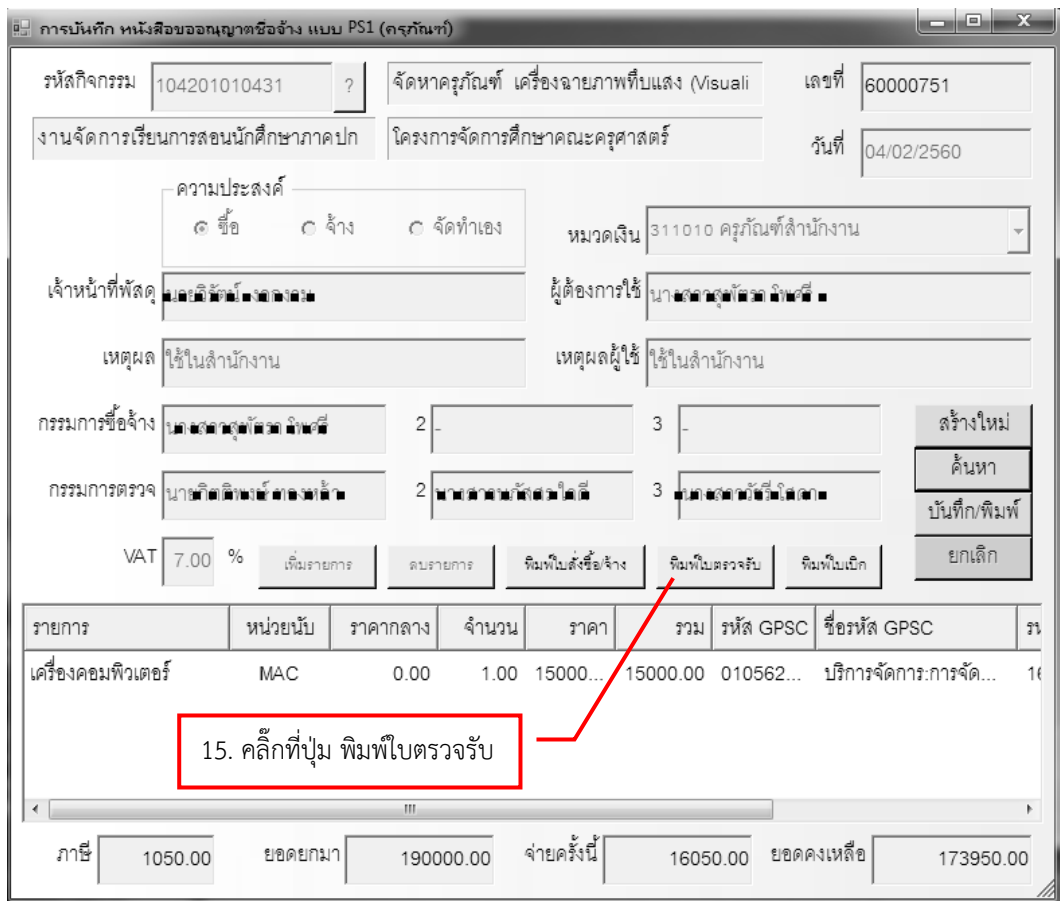 การบันทึก หนังสือขออนุญาตซื้อจ้าง แบบ PS1 (ครุภัณฑ์)
รหัสกิจกรรม 104201010431 ? จัดหาครุภัณฑ์ เครื่องฉายภาพทึบแสง (Visuali เลขที่ 60000751
งานจัดการเรียนการสอนนักศึกษาภาคปก โครงการจัดการศึกษาคณะครุศาสตร์ วันที่ 04/02/2560
ความประสงค์
ซื้อ จ้าง จัดทำเอง หมวดเงิน 311010 ครุภัณฑ์สำนักงาน
เจ้าหน้าที่พัสดุ ผู้ต้องการใช้
เหตุผล ใช้ในสำนักงาน เหตุผลผู้ใช้ ใช้ในสำนักงาน
กรรมการซื้อจ้าง 2 - 3 - สร้างใหม่
ค้นหา
กรรมการตรวจ 2 3
บันทึก/พิมพ์
VAT 7.00 % เพิ่มรายการ ลบรายการ พิมพ์ใบสั่งซื้อ/จ้าง พิมพ์ใบตรวจรับ พิมพ์ใบเบิก ยกเลิก
รายการ หน่วยนับ ราคากลาง จำนวน ราคา รวม รหัส GPSC ชื่อรหัส GPSC
เครื่องคอมพิวเตอร์ MAC 0.00 1.00 15000... 15000.00 010562... บริการจัดการ:การจัด...
15. คลิ๊กที่ปุ่ม พิมพ์ใบตรวจรับ
ภาษี 1050.00 ยอดยกมา 190000.00 จ่ายครั้งนี้ 16050.00 ยอดคงเหลือ 173950.00